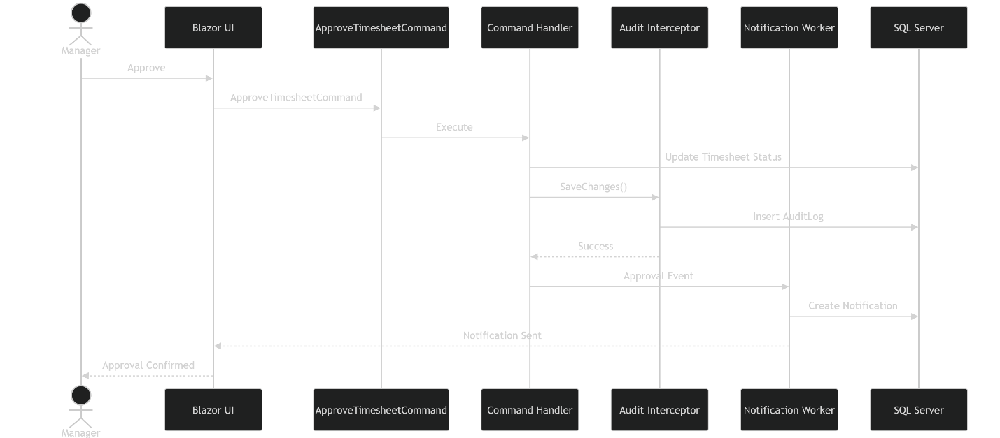 Manager
Blazor UI
ApproveTimesheetCommand
Command Handler
Audit Interceptor
Notification Worker
SQL Server
Approve
ApproveTimesheetCommand
Execute
Update Timesheet Status
SaveChanges()
Insert AuditLog
Success
Approval Event
Create Notification
Notification Sent
Approval Confirmed
Manager
Blazor UI
ApproveTimesheetCommand
Command Handler
Audit Interceptor
Notification Worker
SQL Server